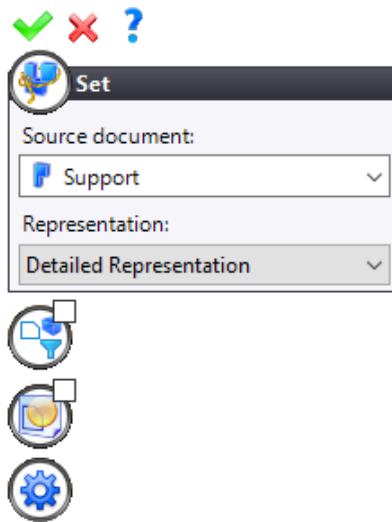 ?
Set
Source document:
Support
Representation:
Detailed Representation